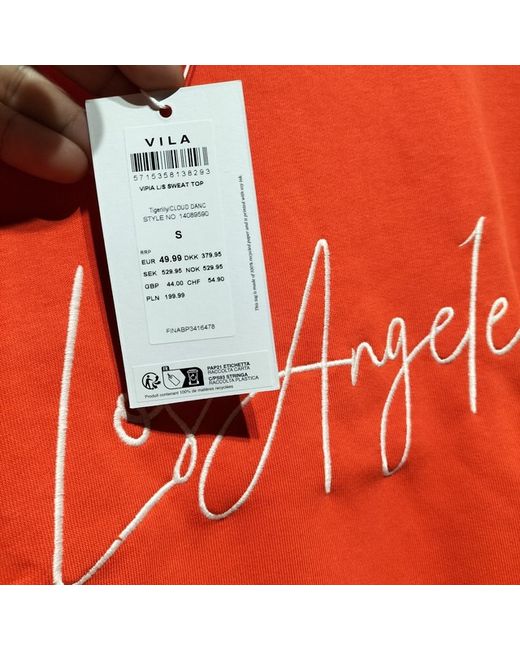 VILA
5715358138293
VIPIA L/S SWEAT TOP
Tigerlily/CLOUD DANC
STYLE NO. 14089590
S
RRP
EUR 49.99 DKK 379.95
SEK 529.95 NOK 529.95
GBP 44.00 CHF 54.90
PLN 199.99
FINABP3416478
PAP21 ETICHETTA
RACCOLTA CARTA
C/PS93 STRINGA
RACCOLTA PLASTICA
Produit contenant 100% de matières recyclées
This tag is made of 100% recycled paper and is printed with soy ink.
Los Angele